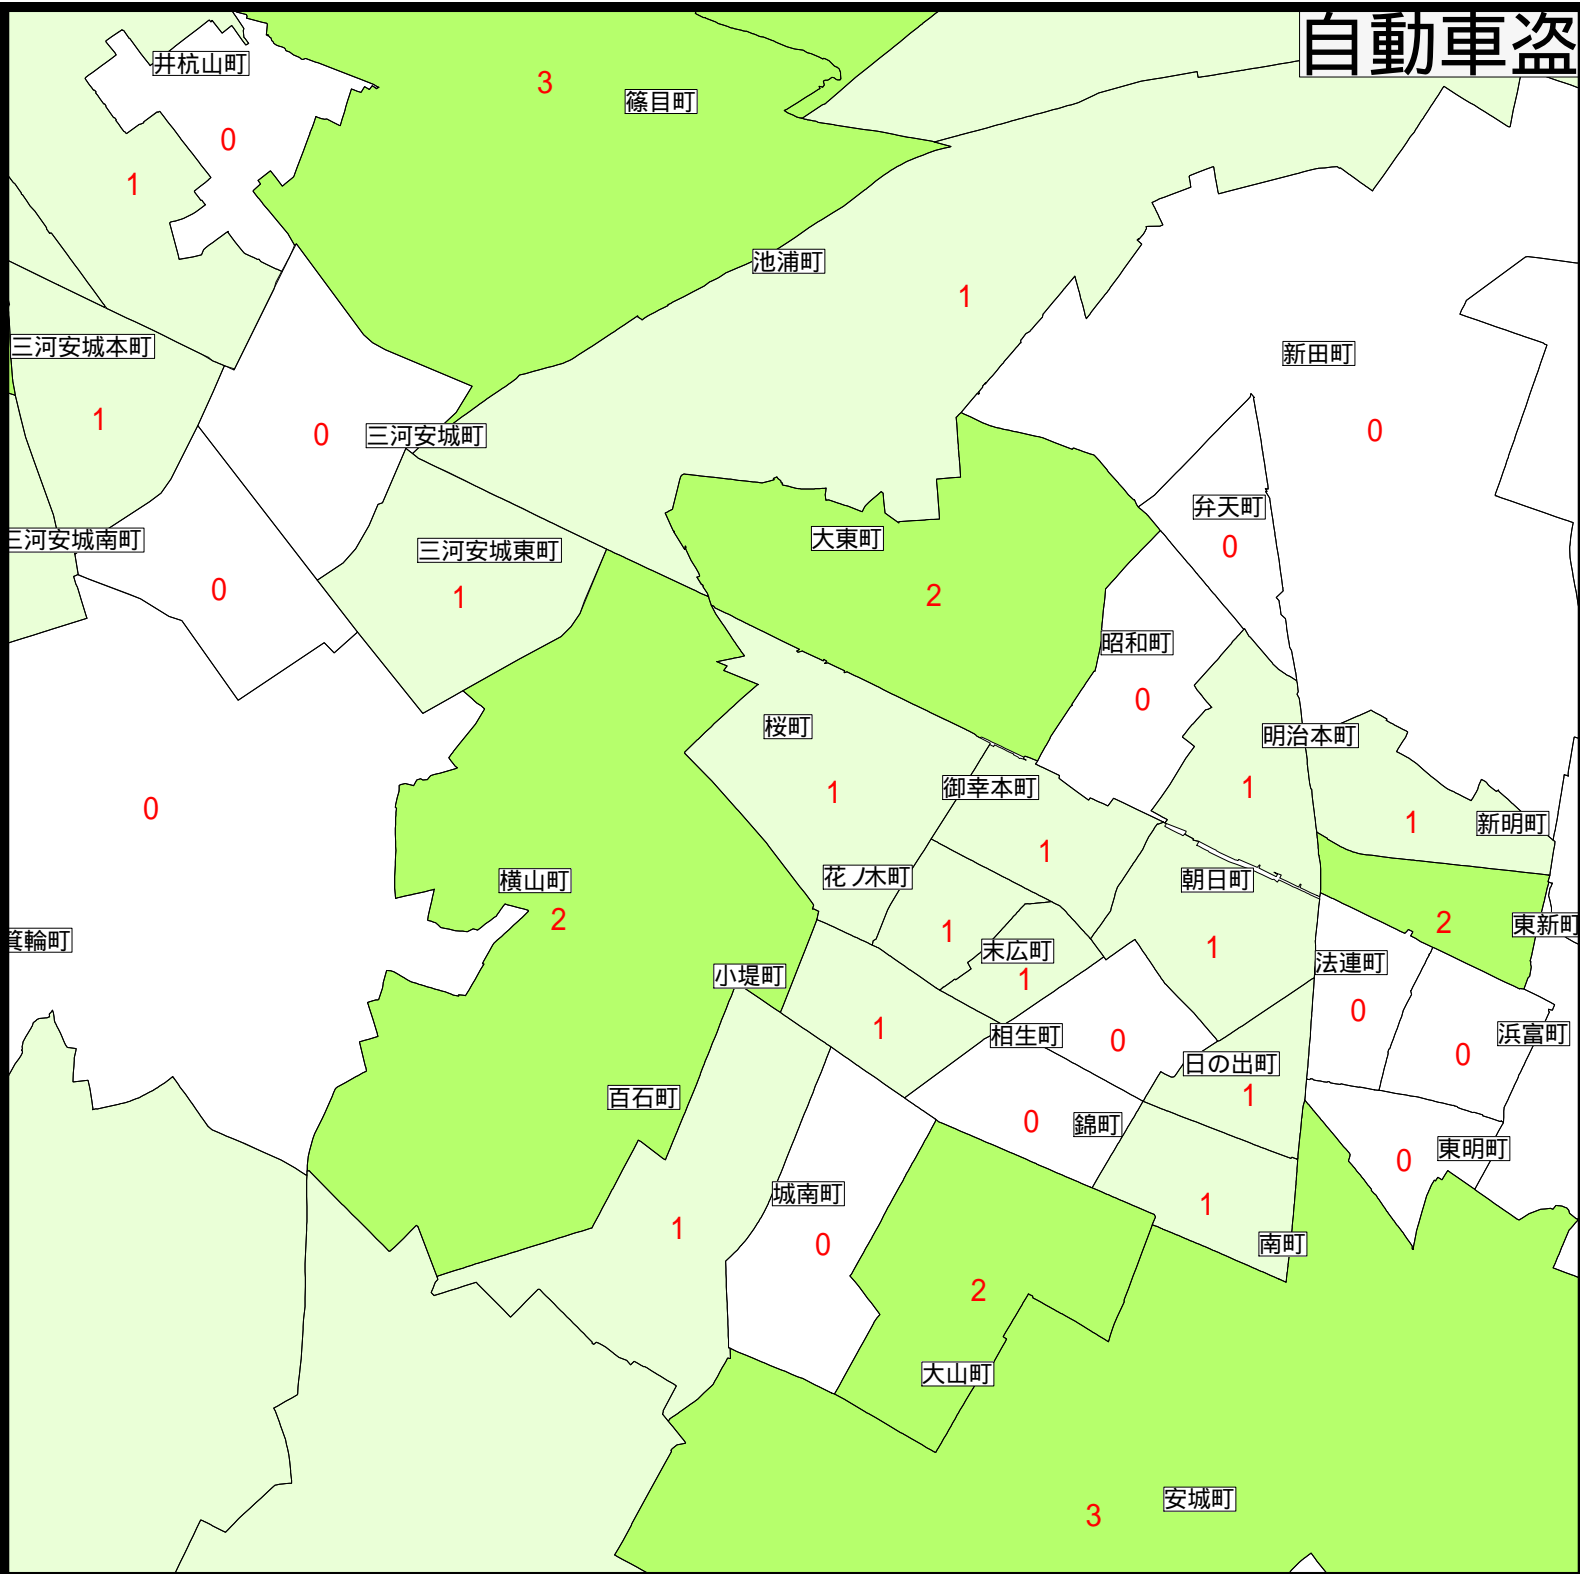 自動車盗
井杭山町
3
篠目町
0
1
池浦町
1
三河安城本町
新田町
1
0
三河安城町
0
弁天町
三河安城南町
大東町
三河安城東町
0
0
1
2
昭和町
0
桜町
明治本町
御幸本町
1
1
0
1
新明町
1
花ノ木町
横山町
朝日町
2
1
2
東新町
箕輪町
末広町
1
法連町
小堤町
1
0
1
相生町
0
浜富町
0
日の出町
百石町
1
0
錦町
東明町
0
城南町
1
1
0
南町
2
大山町
安城町
3